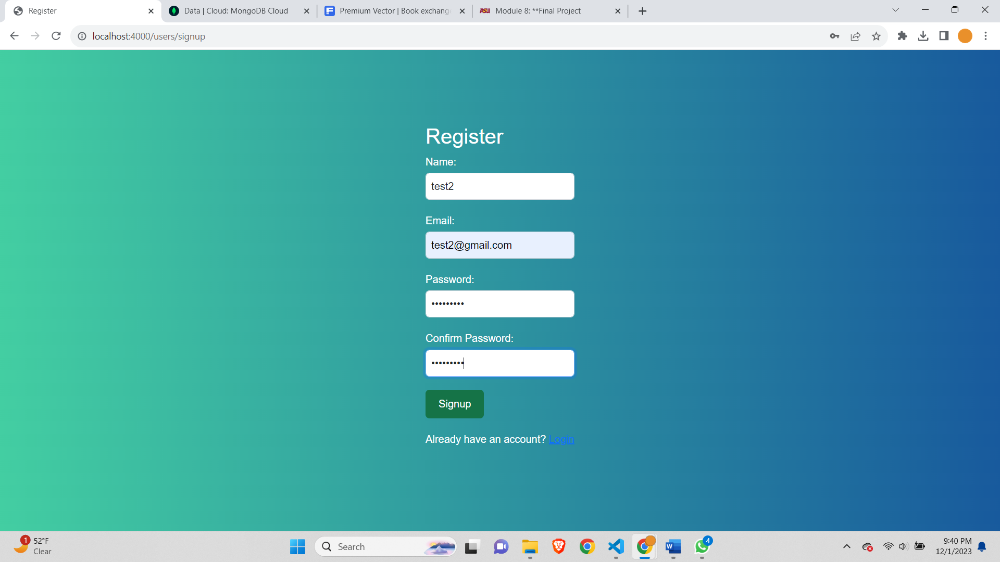 Register
Data | Cloud: MongoDB Cloud
Premium Vector | Book exchang
ASU
Module 8: **Final Project
localhost:4000/users/signup
Register
Name:
test2
Email:
test2@gmail.com
Password:
•••••••••
Confirm Password:
•••••••••
Signup
Already have an account? Login
1
52°F
Clear
Search
W
4
9:40 PM
12/1/2023